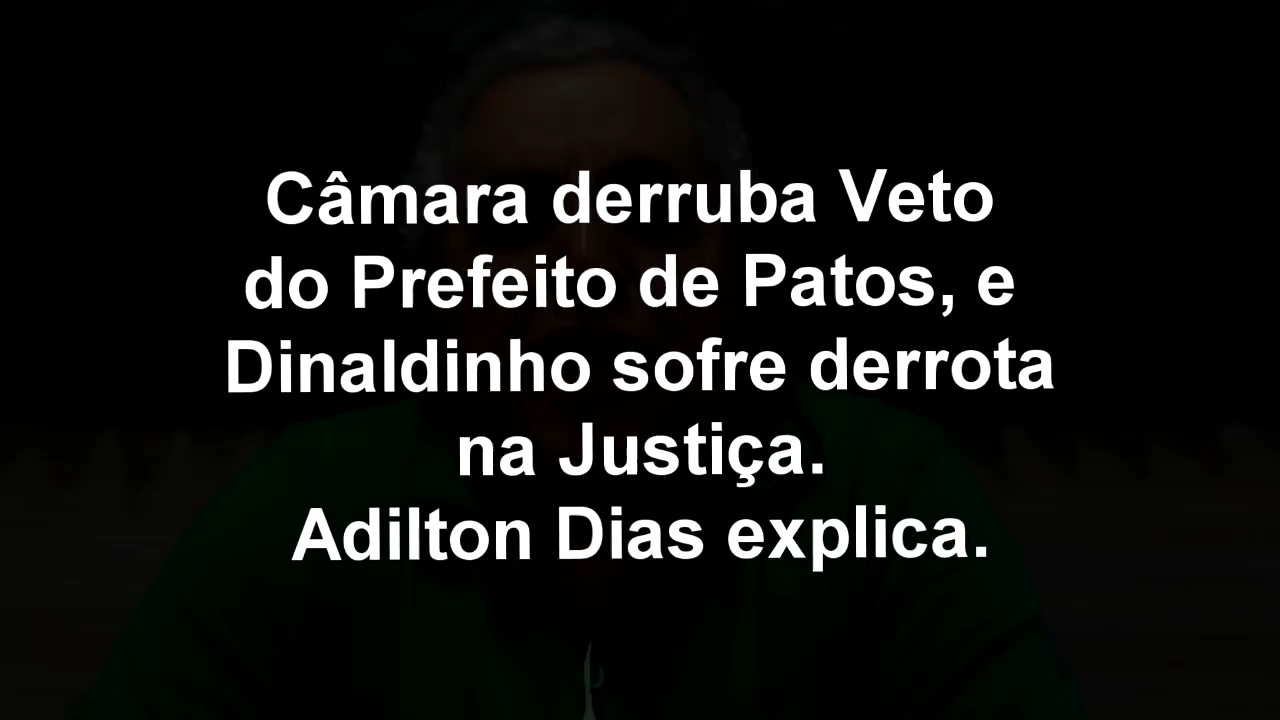 Câmara derruba Veto
do Prefeito de Patos, e
Dinaldinho sofre derrota
na Justiça.
Adilton Dias explica.